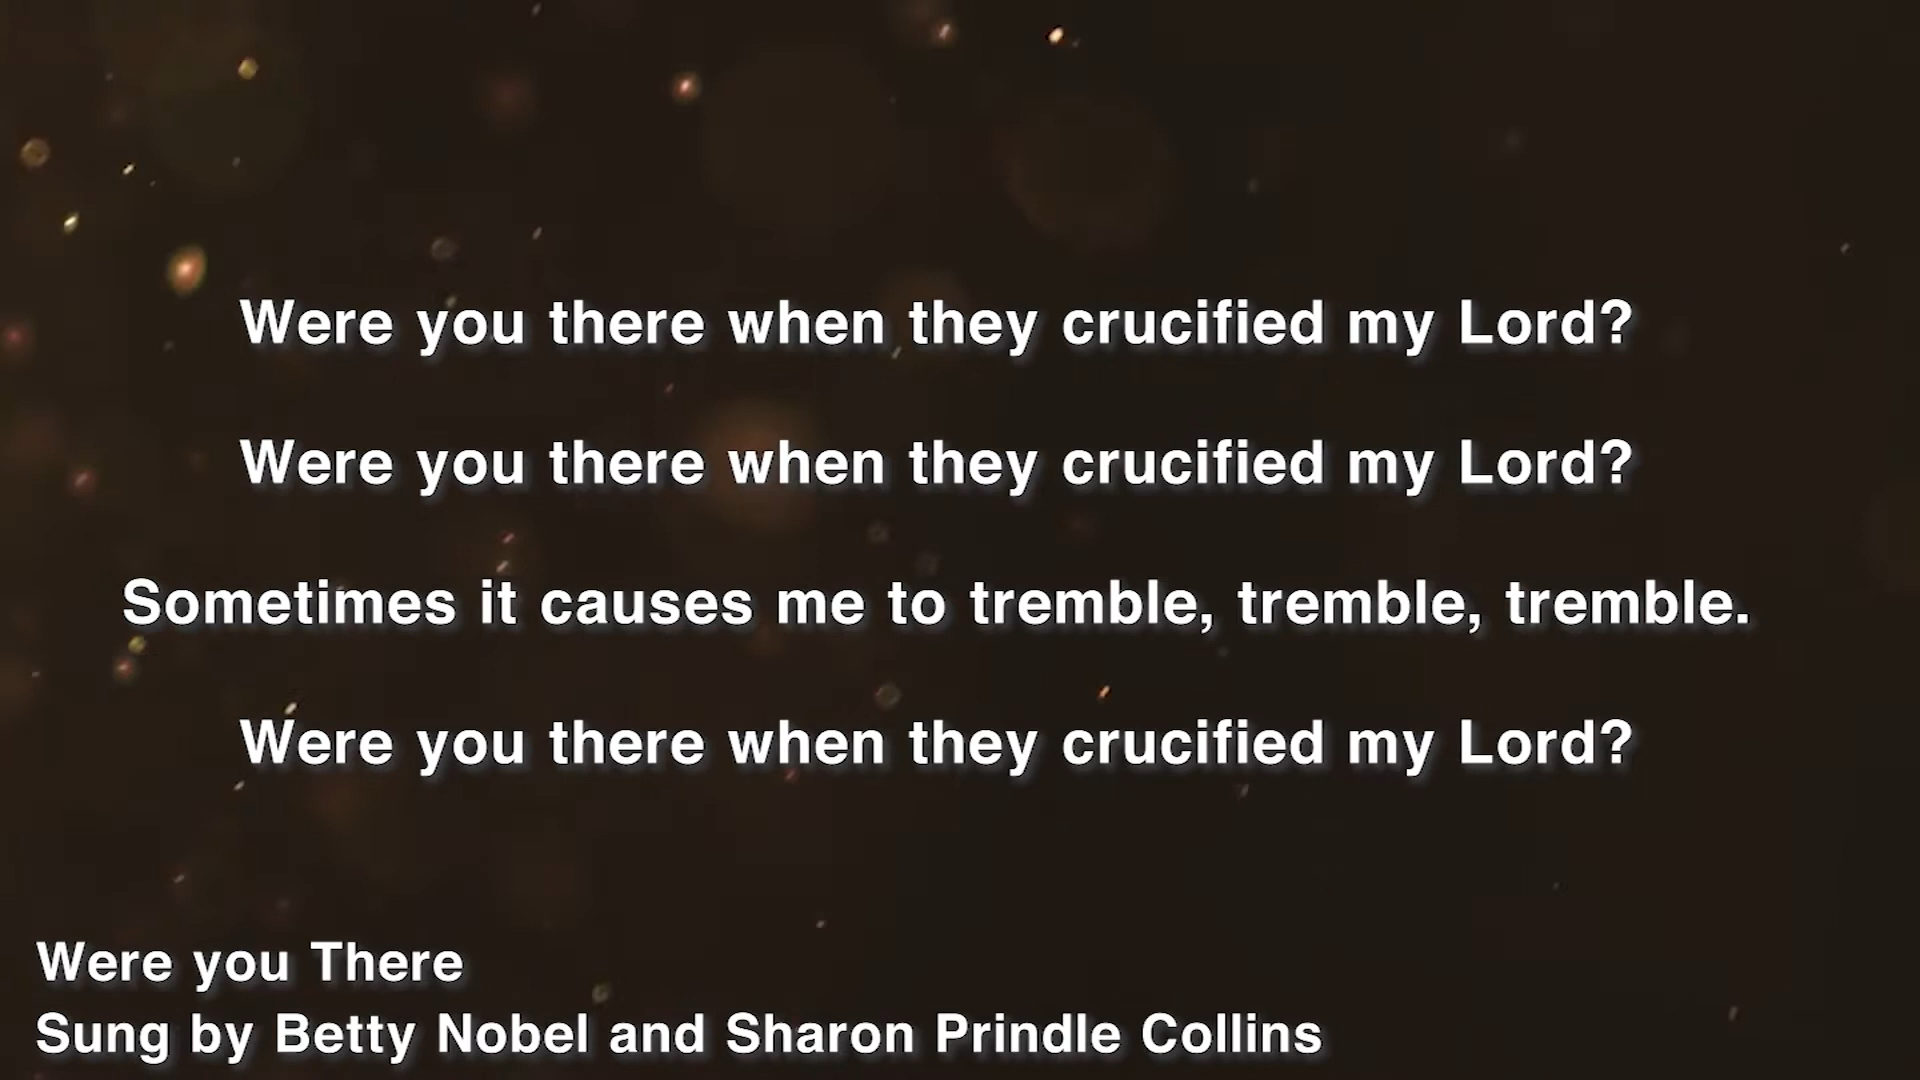 Were you there when they crucified my Lord?
Were you there when they crucified my Lord?
Sometimes it causes me to tremble, tremble, tremble.
Were you there when they crucified my Lord?
Were you There
Sung by Betty Nobel and Sharon Prindle Collins